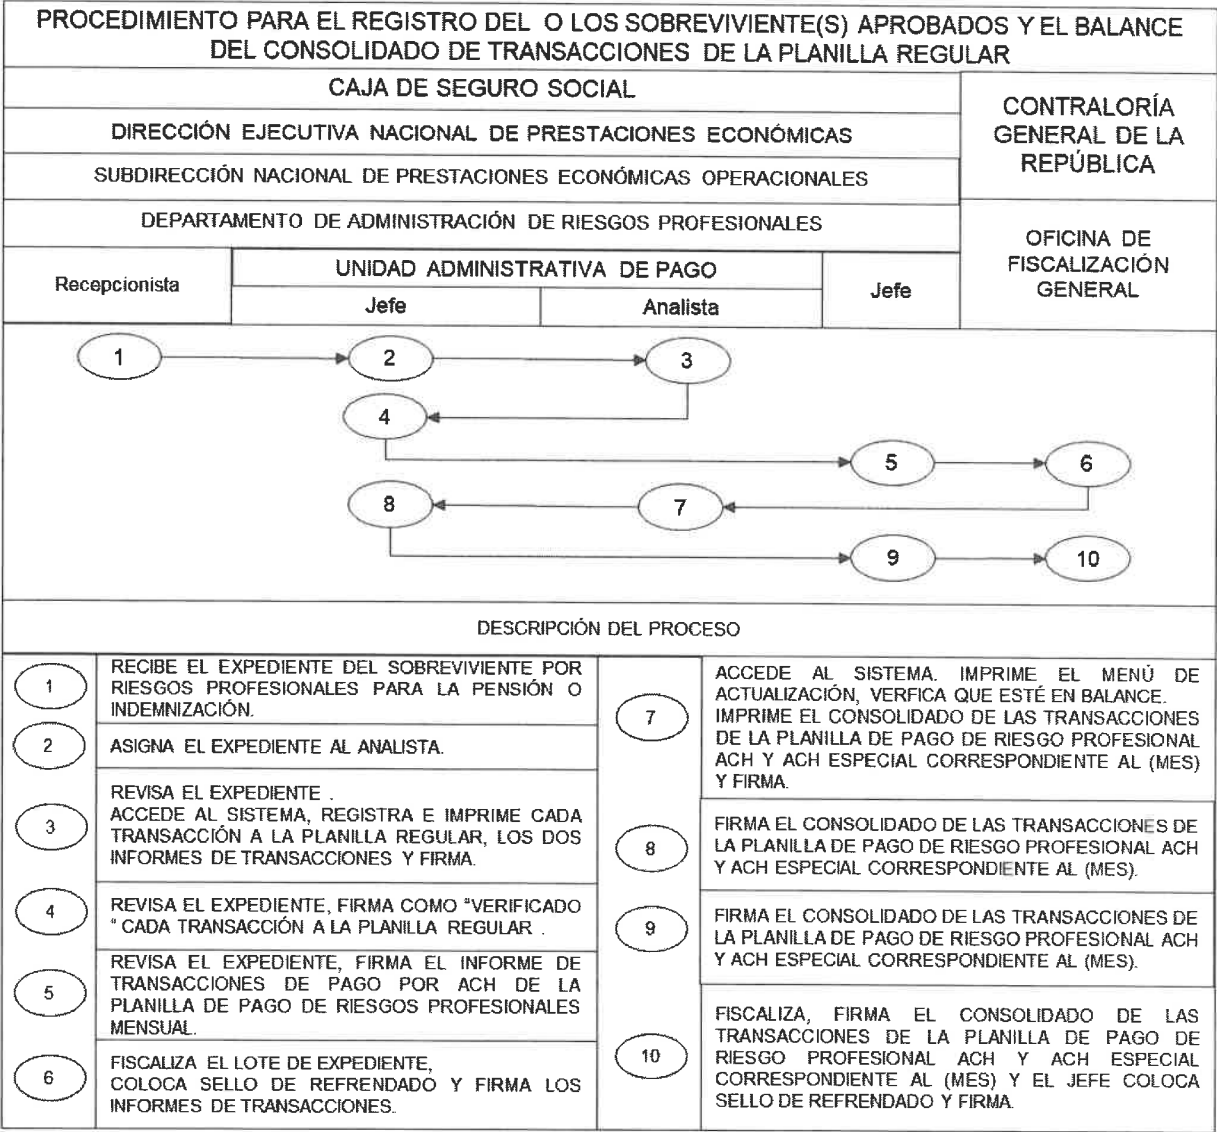 PROCEDIMIENTO PARA EL REGISTRO DEL O LOS SOBREVIVIENTE(S) APROBADOS Y EL BALANCE
DEL CONSOLIDADO DE TRANSACCIONES DE LA PLANILLA REGULAR
CAJA DE SEGURO SOCIAL
DIRECCIÓN EJECUTIVA NACIONAL DE PRESTACIONES ECONÓMICAS
SUBDIRECCIÓN NACIONAL DE PRESTACIONES ECONÓMICAS OPERACIONALES
DEPARTAMENTO DE ADMINISTRACIÓN DE RIESGOS PROFESIONALES
CONTRALORÍA
GENERAL DE LA
REPÚBLICA
OFICINA DE
FISCALIZACIÓN
GENERAL
Recepcionista
UNIDAD ADMINISTRATIVA DE PAGO
Jefe
Analista
Jefe
1
2
3
4
5
6
8
7
9
10
DESCRIPCIÓN DEL PROCESO
1
RECIBE EL EXPEDIENTE DEL SOBREVIVIENTE POR
RIESGOS PROFESIONALES PARA LA PENSIÓN O
INDEMNIZACIÓN.
2
ASIGNA EL EXPEDIENTE AL ANALISTA.
3
REVISA EL EXPEDIENTE .
ACCEDE AL SISTEMA, REGISTRA E IMPRIME CADA
TRANSACCIÓN A LA PLANILLA REGULAR, LOS DOS
INFORMES DE TRANSACCIONES Y FIRMA.
4
REVISA EL EXPEDIENTE, FIRMA COMO "VERIFICADO
" CADA TRANSACCIÓN A LA PLANILLA REGULAR .
5
REVISA EL EXPEDIENTE, FIRMA EL INFORME DE
TRANSACCIONES DE PAGO POR ACH DE LA
PLANILLA DE PAGO DE RIESGOS PROFESIONALES
MENSUAL.
6
FISCALIZA EL LOTE DE EXPEDIENTE,
COLOCA SELLO DE REFRENDADO Y FIRMA LOS
INFORMES DE TRANSACCIONES.
7
ACCEDE AL SISTEMA. IMPRIME EL MENÚ DE
ACTUALIZACIÓN, VERFICA QUE ESTÉ EN BALANCE.
IMPRIME EL CONSOLIDADO DE LAS TRANSACCIONES
DE LA PLANILLA DE PAGO DE RIESGO PROFESIONAL
ACH Y ACH ESPECIAL CORRESPONDIENTE AL (MES)
Y FIRMA.
8
FIRMA EL CONSOLIDADO DE LAS TRANSACCIONES DE
LA PLANILLA DE PAGO DE RIESGO PROFESIONAL ACH
Y ACH ESPECIAL CORRESPONDIENTE AL (MES).
9
FIRMA EL CONSOLIDADO DE LAS TRANSACCIONES DE
LA PLANILLA DE PAGO DE RIESGO PROFESIONAL ACH
Y ACH ESPECIAL CORRESPONDIENTE AL (MES).
10
FISCALIZA, FIRMA EL CONSOLIDADO DE LAS
TRANSACCIONES DE LA PLANILLA DE PAGO DE
RIESGO PROFESIONAL ACH Y ACH ESPECIAL
CORRESPONDIENTE AL (MES) Y EL JEFE COLOCA
SELLO DE REFRENDADO Y FIRMA.